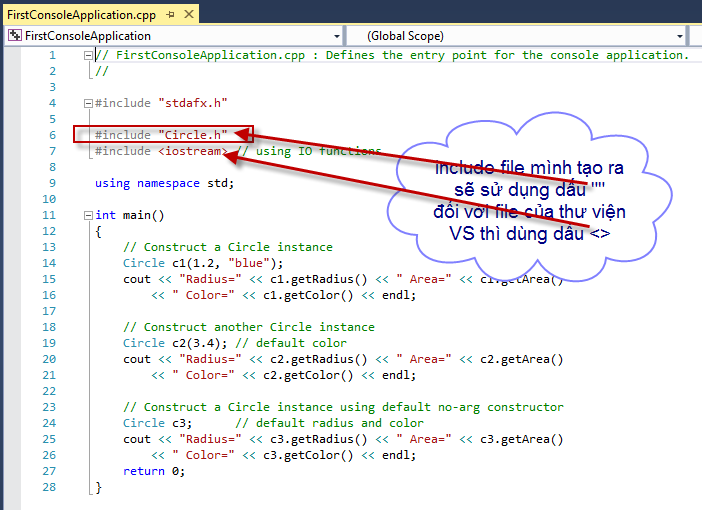 FirstConsoleApplication.cpp
FirstConsoleApplication
(Global Scope)
1 // FirstConsoleApplication.cpp : Defines the entry point for the console application.
2 //
3
4 #include "stdafx.h"
5
6 #include "Circle.h"
7 #include <iostream> // using IO functions
8
9 using namespace std;
10
11 int main()
12 {
13 // Construct a Circle instance
14 Circle c1(1.2, "blue");
15 cout << "Radius=" << c1.getRadius() << " Area=" << c1.getArea()
16 << " Color=" << c1.getColor() << endl;
17
18 // Construct another Circle instance
19 Circle c2(3.4); // default color
20 cout << "Radius=" << c2.getRadius() << " Area=" << c2.getArea()
21 << " Color=" << c2.getColor() << endl;
22
23 // Construct a Circle instance using default no-arg constructor
24 Circle c3; // default radius and color
25 cout << "Radius=" << c3.getRadius() << " Area=" << c3.getArea()
26 << " Color=" << c3.getColor() << endl;
27 return 0;
28 }
include file mình tạo ra
sẽ sử dụng dấu ""
đối với file của thư viện
VS thì dùng dấu <>